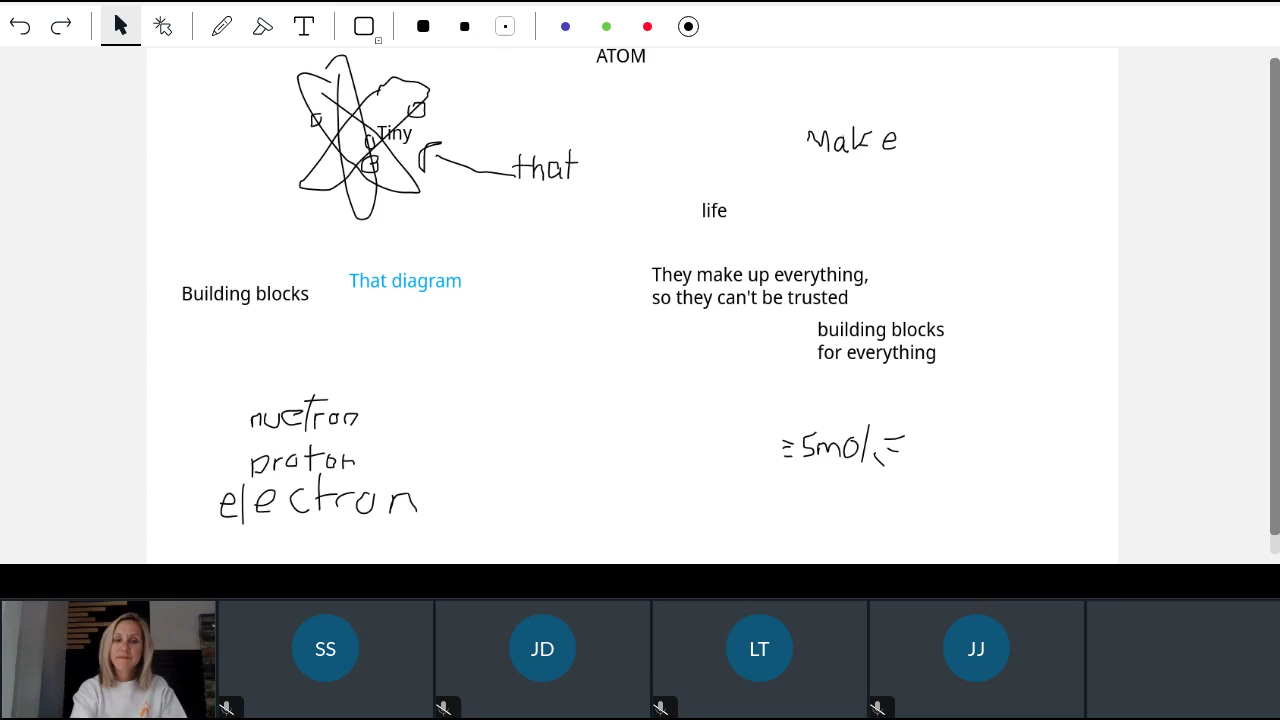 ATOM
Tiny
that
Make
life
Building blocks
That diagram
They make up everything,
so they can't be trusted
building blocks
for everything
nuetron
proton
electron
smol
SS
JD
LT
JJ